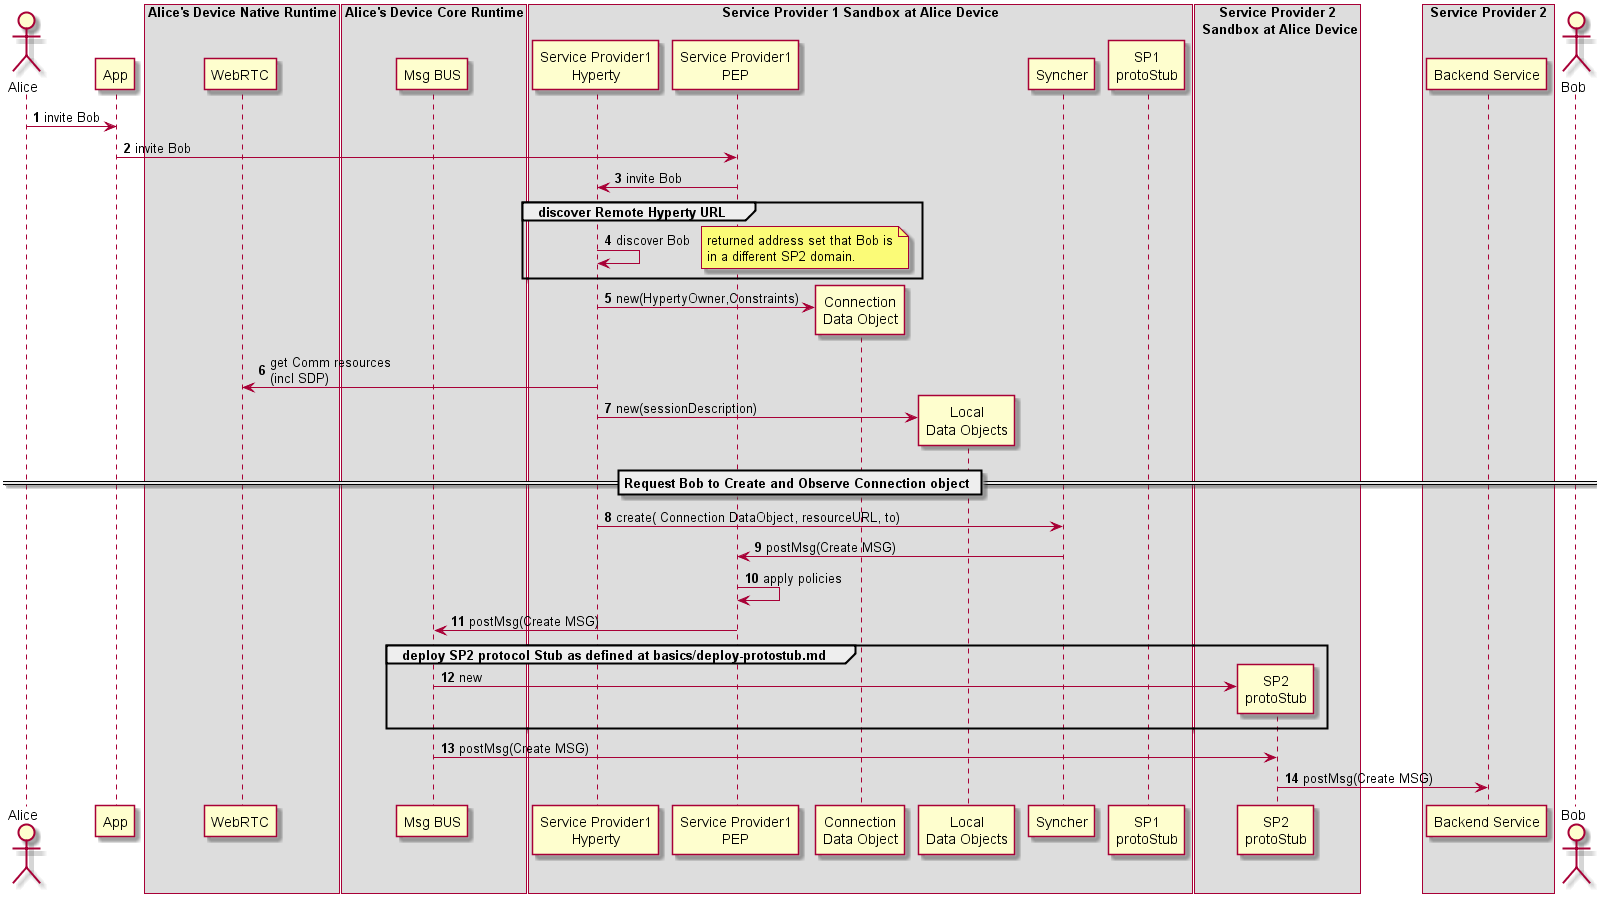 Alice's Device Native Runtime
Alice's Device Core Runtime
Service Provider 1 Sandbox at Alice Device
Service Provider 2
Sandbox at Alice Device
Service Provider 2
Alice
App
WebRTC
Msg BUS
Service Provider1
Hyperty
Service Provider1
PEP
Syncher
SP1
protoStub
Backend Service
Bob
1 invite Bob
2 invite Bob
3 invite Bob
discover Remote Hyperty URL
4 discover Bob
returned address set that Bob is
in a different SP2 domain.
5 new(HypertyOwner,Constraints)
Connection
Data Object
6 get Comm resources
(incl SDP)
7 new(sessionDescription)
Local
Data Objects
Request Bob to Create and Observe Connection object
8 create( Connection DataObject, resourceURL, to)
9 postMsg(Create MSG)
10 apply policies
11 postMsg(Create MSG)
deploy SP2 protocol Stub as defined at basics/deploy-protostub.md
12 new
SP2
protoStub
13 postMsg(Create MSG)
14 postMsg(Create MSG)
Alice
App
WebRTC
Msg BUS
Service Provider1
Hyperty
Service Provider1
PEP
Connection
Data Object
Local
Data Objects
Syncher
SP1
protoStub
SP2
protoStub
Backend Service
Bob